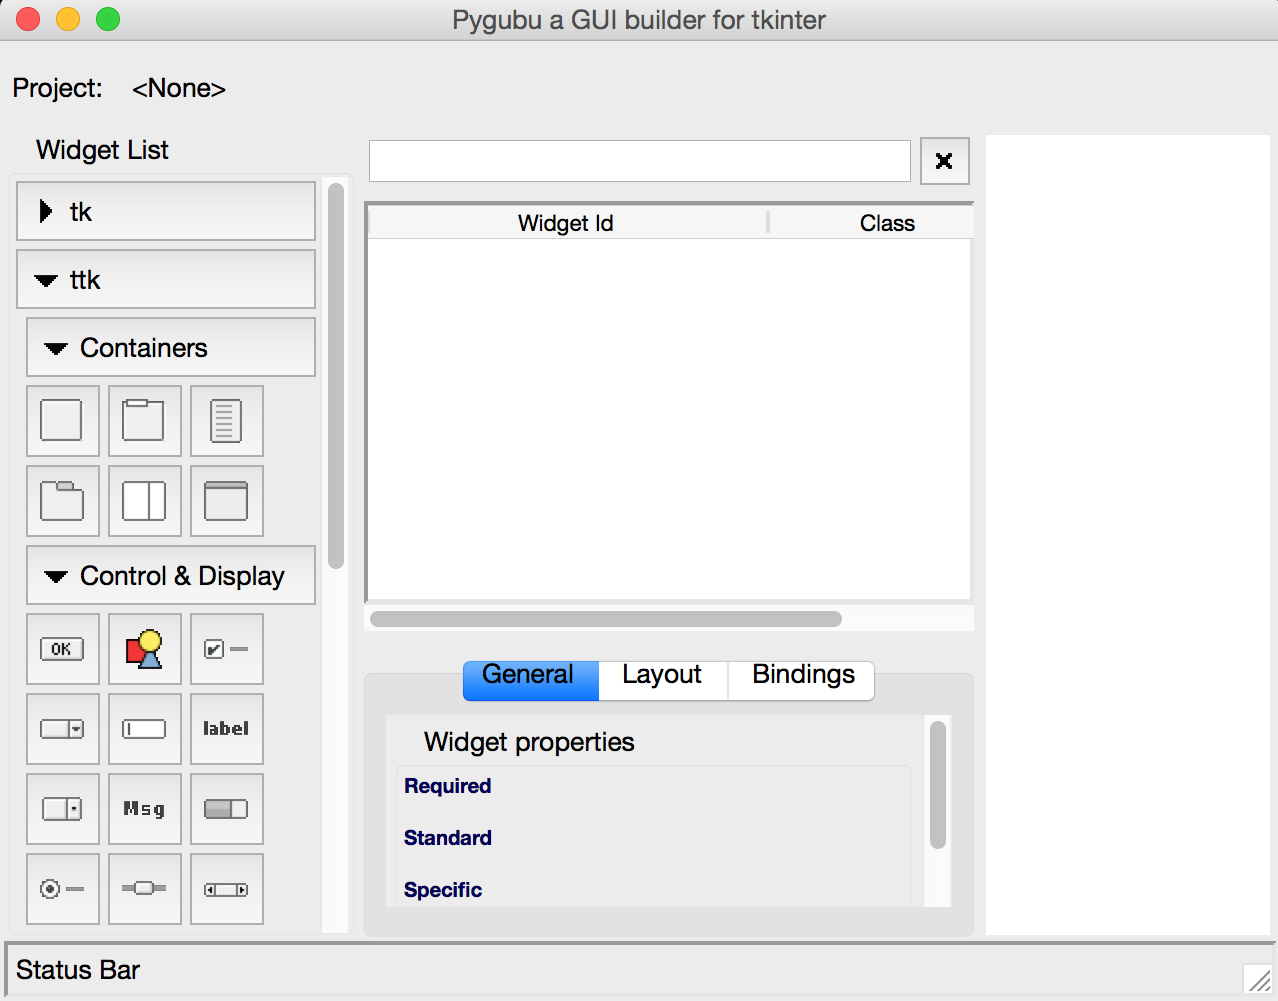 Pygubu a GUI builder for tkinter
Project: <None>
Widget List
tk
ttk
Containers
Control & Display
OK
label
Msg
Widget Id Class
General Layout Bindings
Widget properties
Required
Standard
Specific
Status Bar